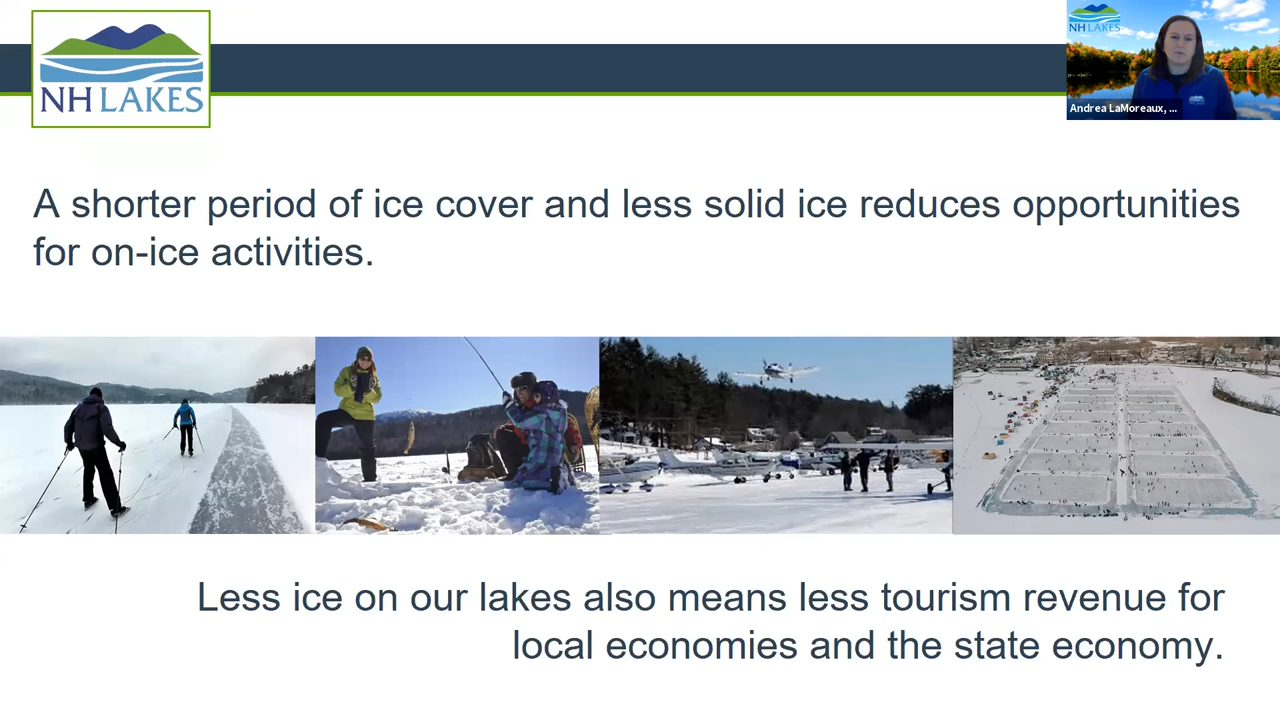 NH LAKES
NH LAKES
Andrea LaMoreaux, ...
A shorter period of ice cover and less solid ice reduces opportunities
for on-ice activities.
Less ice on our lakes also means less tourism revenue for
local economies and the state economy.